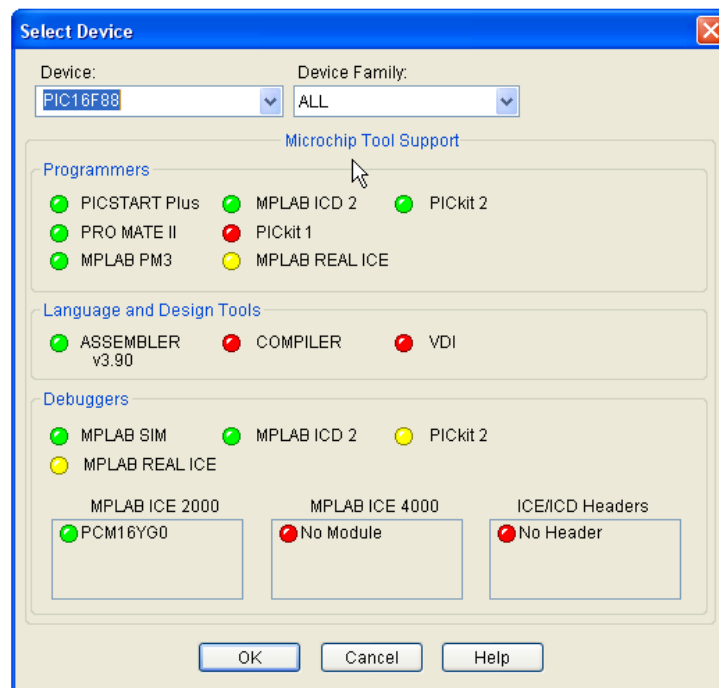 Select Device
Device: Device Family:
PIC16F88 ALL
Microchip Tool Support
Programmers
PICSTART Plus MPLAB ICD 2 PICkit 2
PRO MATE II PICkit 1
MPLAB PM3 MPLAB REAL ICE
Language and Design Tools
ASSEMBLER COMPILER VDI
v3.90
Debuggers
MPLAB SIM MPLAB ICD 2 PICkit 2
MPLAB REAL ICE
MPLAB ICE 2000 MPLAB ICE 4000 ICE/ICD Headers
PCM16YG0 No Module No Header
OK Cancel Help